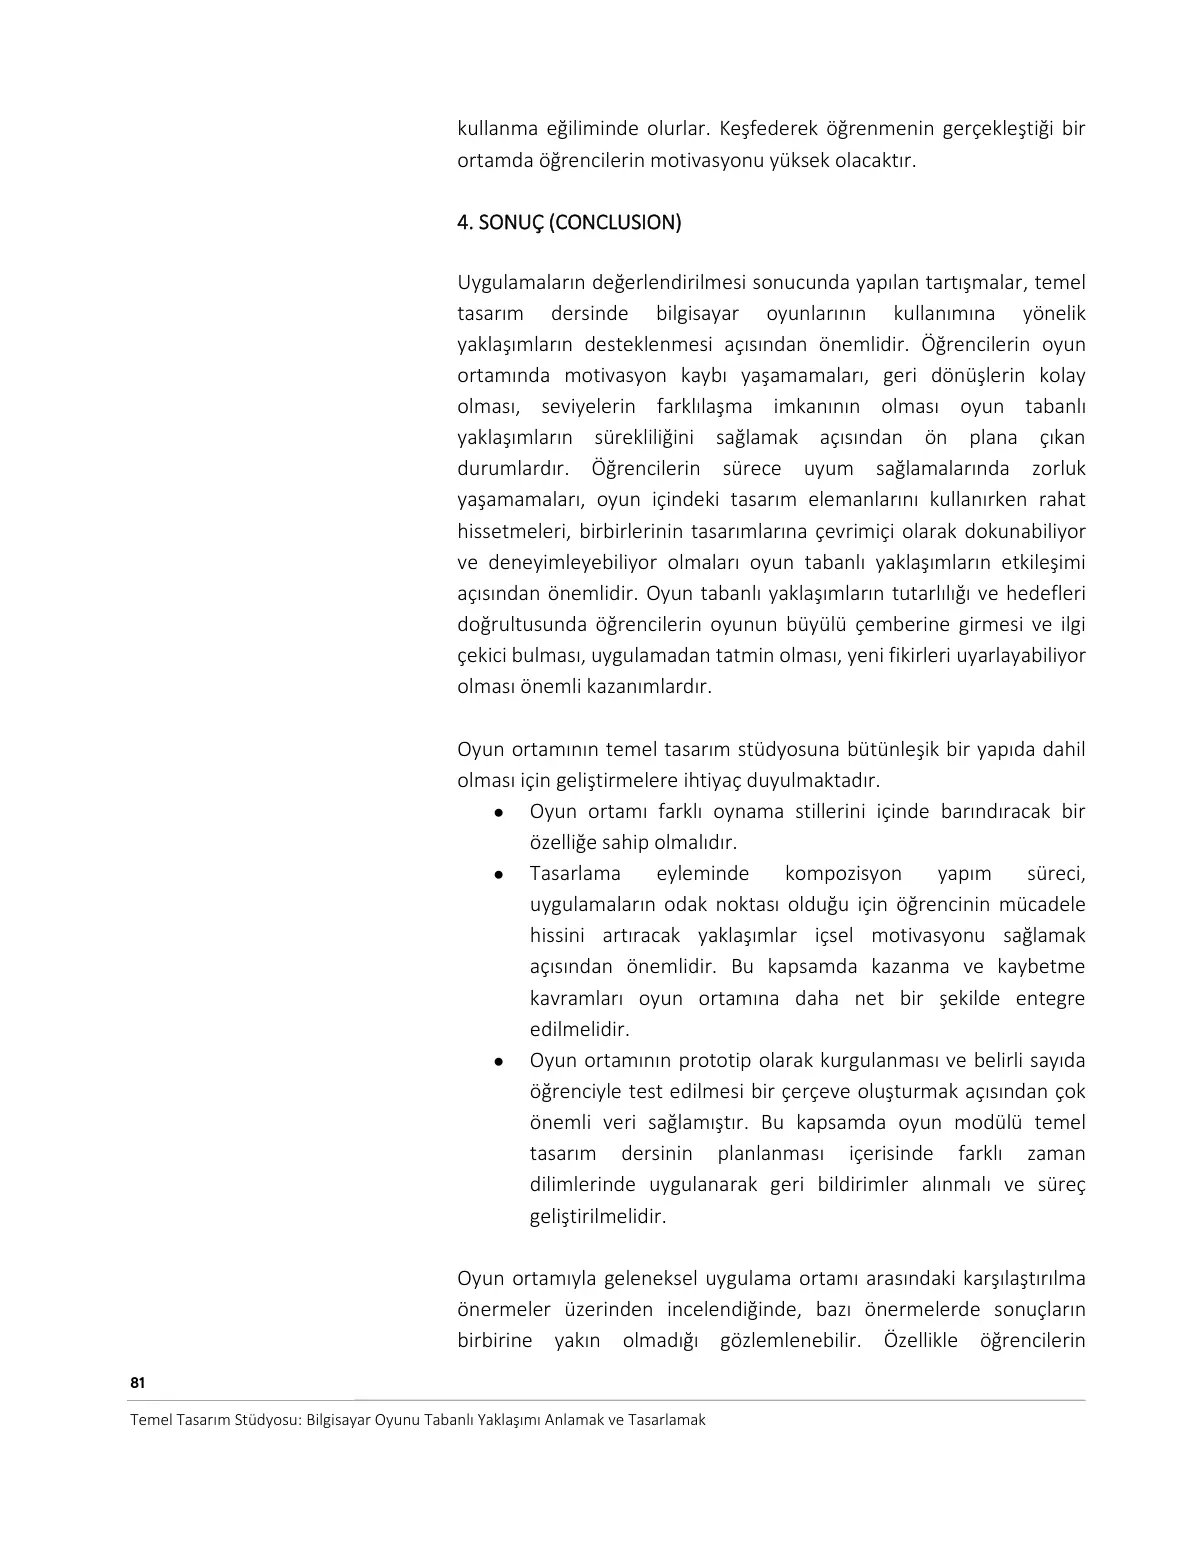 kullanma eğiliminde olurlar. Keşfederek öğrenmenin gerçekleştiği bir
ortamda öğrencilerin motivasyonu yüksek olacaktır.
4. SONUÇ (CONCLUSION)
Uygulamaların değerlendirilmesi sonucunda yapılan tartışmalar, temel
tasarım dersinde bilgisayar oyunlarının kullanımına yönelik
yaklaşımların desteklenmesi açısından önemlidir. Öğrencilerin oyun
ortamında motivasyon kaybı yaşamamaları, geri dönüşlerin kolay
olması, seviyelerin farklılaşma imkanının olması oyun tabanlı
yaklaşımların sürekliliğini sağlamak açısından ön plana çıkan
durumlardır. Öğrencilerin sürece uyum sağlamalarında zorluk
yaşamamaları, oyun içindeki tasarım elemanlarını kullanırken rahat
hissetmeleri, birbirlerinin tasarımlarına çevrimiçi olarak dokunabiliyor
ve deneyimleyebiliyor olmaları oyun tabanlı yaklaşımların etkileşimi
açısından önemlidir. Oyun tabanlı yaklaşımların tutarlılığı ve hedefleri
doğrultusunda öğrencilerin oyunun büyülü çemberine girmesi ve ilgi
çekici bulması, uygulamadan tatmin olması, yeni fikirleri uyarlayabiliyor
olması önemli kazanımlardır.
Oyun ortamının temel tasarım stüdyosuna bütünleşik bir yapıda dahil
olması için geliştirmelere ihtiyaç duyulmaktadır.
● Oyun ortamı farklı oynama stillerini içinde barındıracak bir
özelliğe sahip olmalıdır.
● Tasarlama eyleminde kompozisyon yapım süreci,
uygulamaların odak noktası olduğu için öğrencinin mücadele
hissini artıracak yaklaşımlar içsel motivasyonu sağlamak
açısından önemlidir. Bu kapsamda kazanma ve kaybetme
kavramları oyun ortamına daha net bir şekilde entegre
edilmelidir.
● Oyun ortamının prototip olarak kurgulanması ve belirli sayıda
öğrenciyle test edilmesi bir çerçeve oluşturmak açısından çok
önemli veri sağlamıştır. Bu kapsamda oyun modülü temel
tasarım dersinin planlanması içerisinde farklı zaman
dilimlerinde uygulanarak geri bildirimler alınmalı ve süreç
geliştirilmelidir.
Oyun ortamıyla geleneksel uygulama ortamı arasındaki karşılaştırılma
önermeler üzerinden incelendiğinde, bazı önermelerde sonuçların
birbirine yakın olmadığı gözlemlenebilir. Özellikle öğrencilerin
81
Temel Tasarım Stüdyosu: Bilgisayar Oyunu Tabanlı Yaklaşımı Anlamak ve Tasarlamak